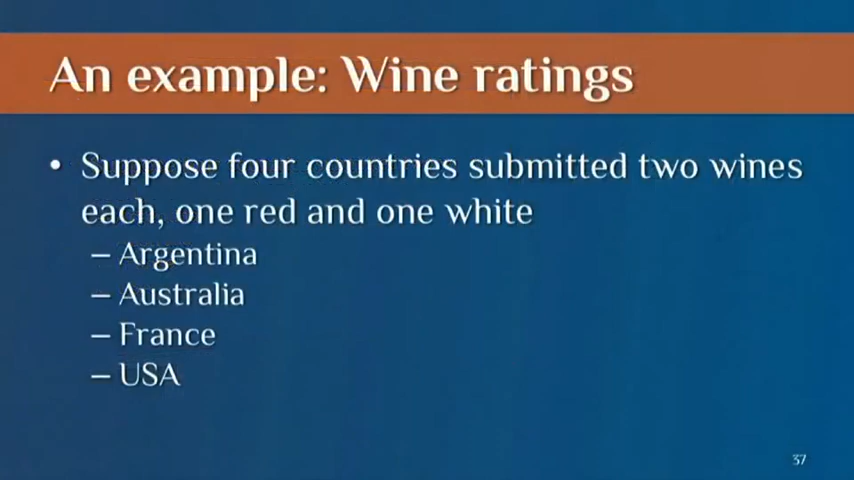 An example: Wine ratings
• Suppose four countries submitted two wines
each, one red and one white
– Argentina
– Australia
– France
– USA
37